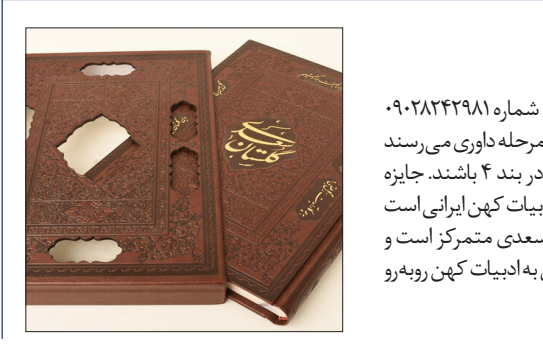 شماره ۰۹۰۲۸۲۴۲۹۸۱
مرحله داوری می‌رسند
در بند ۴ باشند. جایزه
بیات کهن ایرانی است
سعدی متمرکز است و
به ادبیات کهن روبه‌رو
گلستان سعدی